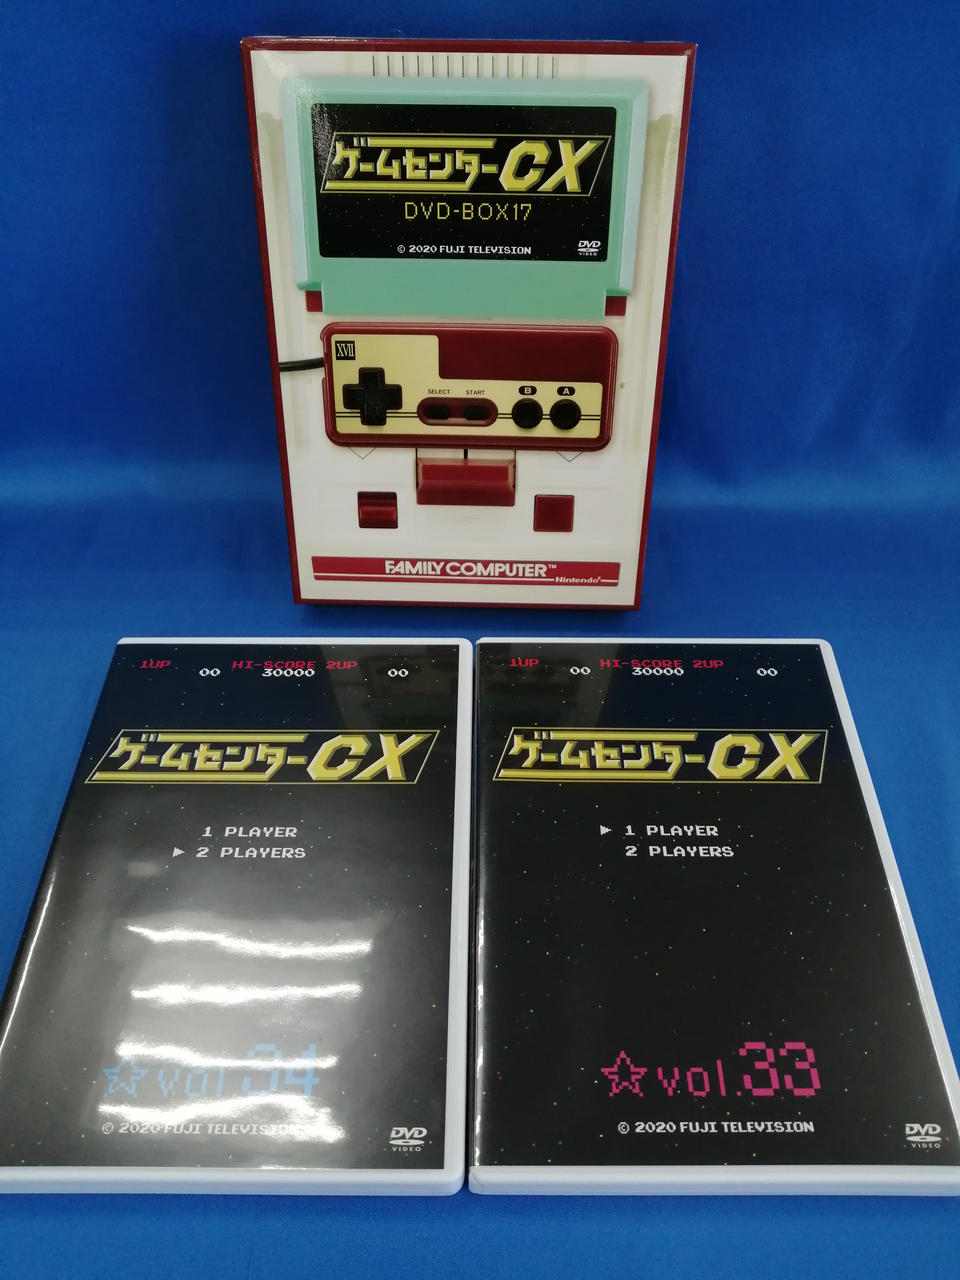 ゲームセンターCX
DVD-BOX17
© 2020 FUJI TELEVISION
DVD
VIDEO
XVII
SELECT
START
B
A
FAMILY COMPUTER™
Nintendo®
1UP HI-SCORE 2UP
00 30000 00
ゲームセンターCX
1 PLAYER
▶ 2 PLAYERS
☆vol.34
© 2020 FUJI TELEVISION
DVD
VIDEO
1UP HI-SCORE 2UP
00 30000 00
ゲームセンターCX
▶ 1 PLAYER
2 PLAYERS
☆vol.33
© 2020 FUJI TELEVISION
DVD
VIDEO